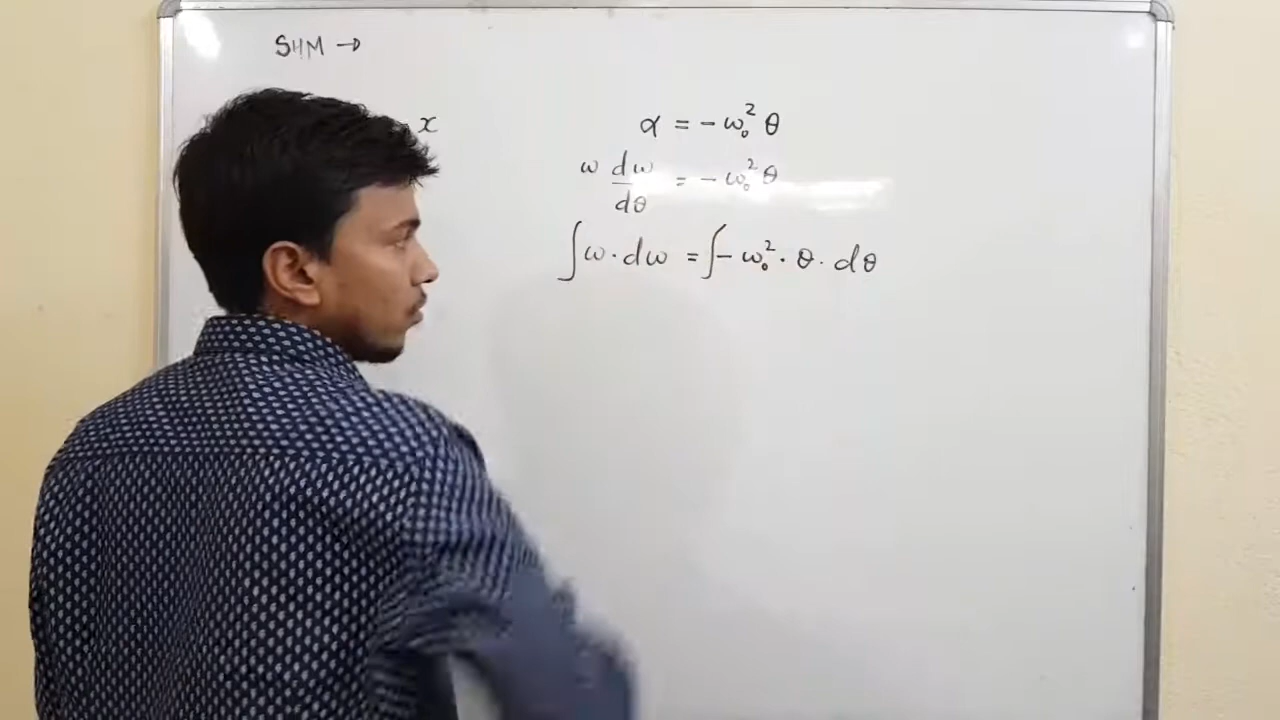 SHM →
x
α = - ω₀² θ
ω dω/dθ = - ω₀² θ
∫ω · dω = ∫- ω₀² · θ · dθ